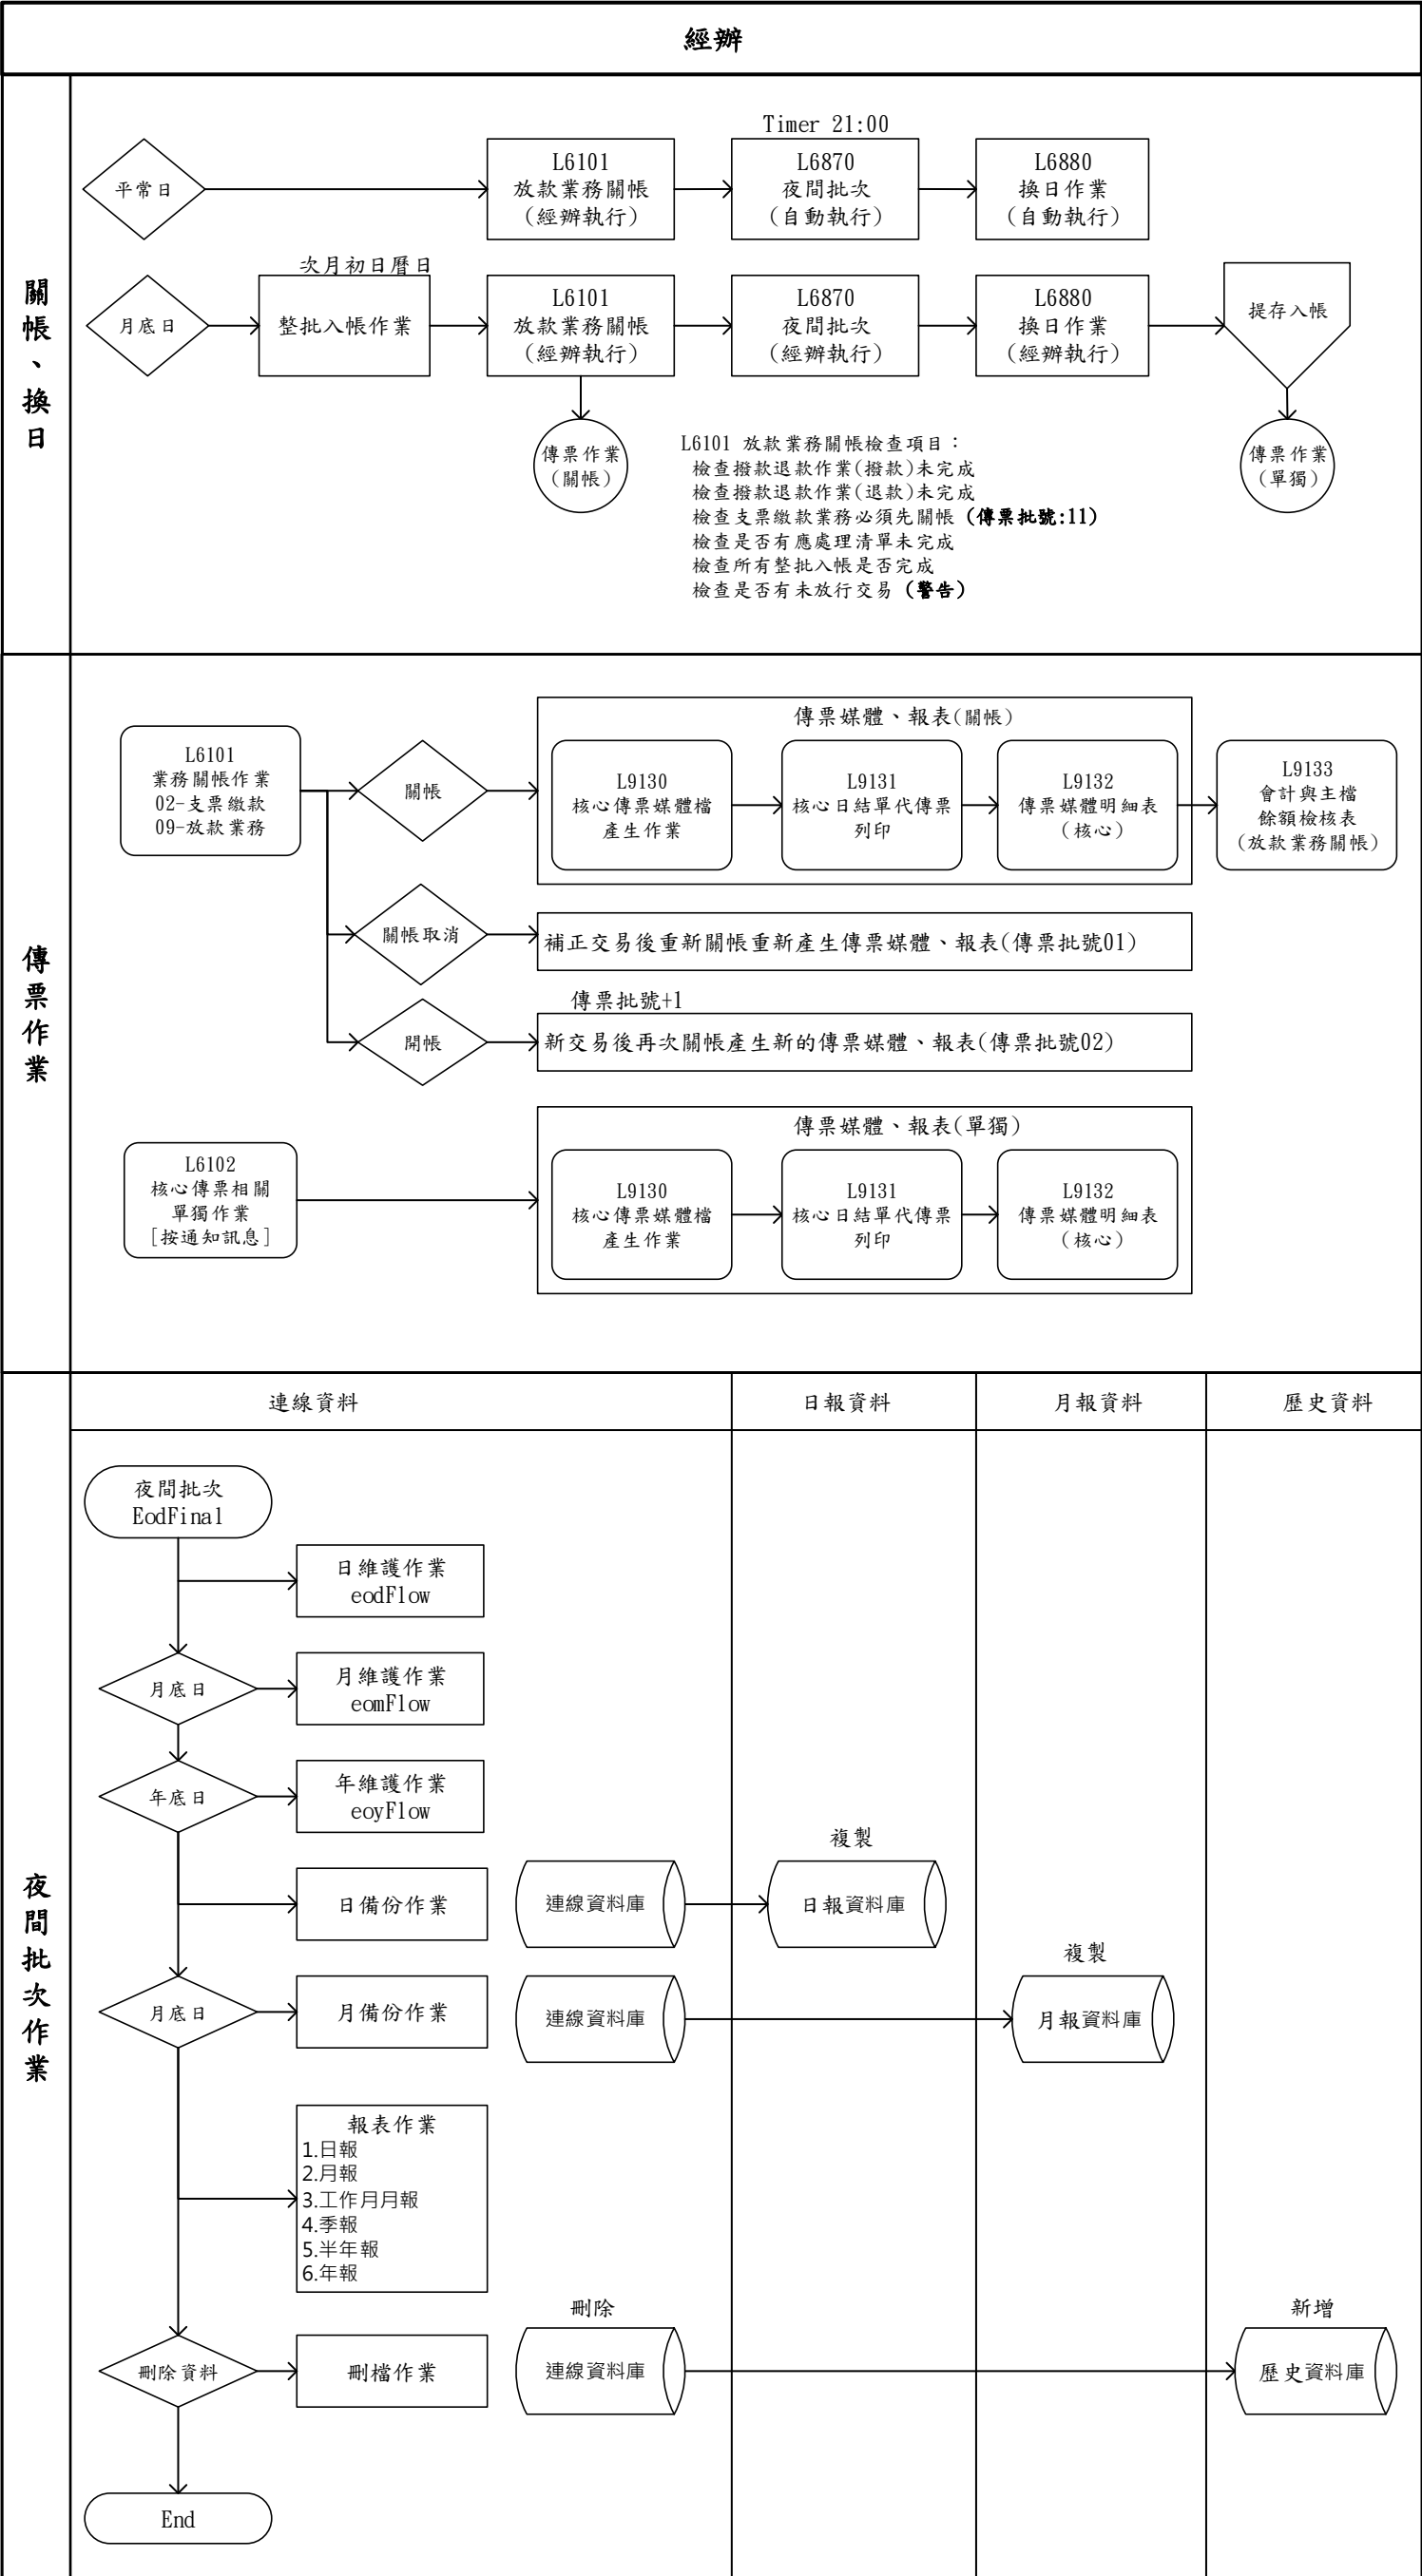 經辦
關帳、換日
Timer 21:00
平常日
L6101
放款業務關帳
(經辦執行)
L6870
夜間批次
(自動執行)
L6880
換日作業
(自動執行)
次月初日曆日
月底日
整批入帳作業
L6101
放款業務關帳
(經辦執行)
L6870
夜間批次
(經辦執行)
L6880
換日作業
(經辦執行)
提存入帳
傳票作業
(關帳)
L6101 放款業務關帳檢查項目：
檢查撥款退款作業(撥款)未完成
檢查撥款退款作業(退款)未完成
檢查支票繳款業務必須先關帳(傳票批號:11)
檢查是否有應處理清單未完成
檢查所有整批入帳是否完成
檢查是否有未放行交易(警告)
傳票作業
(單獨)
傳票作業
L6101
業務關帳作業
02-支票繳款
09-放款業務
關帳
傳票媒體、報表(關帳)
L9130
核心傳票媒體檔
產生作業
L9131
核心日結單代傳票
列印
L9132
傳票媒體明細表
(核心)
L9133
會計與主檔
餘額檢核表
(放款業務關帳)
關帳取消
補正交易後重新關帳重新產生傳票媒體、報表(傳票批號01)
傳票批號+1
開帳
新交易後再次關帳產生新的傳票媒體、報表(傳票批號02)
L6102
核心傳票相關
單獨作業
[按通知訊息]
傳票媒體、報表(單獨)
L9130
核心傳票媒體檔
產生作業
L9131
核心日結單代傳票
列印
L9132
傳票媒體明細表
(核心)
夜間批次作業
連線資料
日報資料
月報資料
歷史資料
夜間批次
EodFinal
日維護作業
eodFlow
月底日
月維護作業
eomFlow
年底日
年維護作業
eoyFlow
複製
日備份作業
連線資料庫
日報資料庫
複製
月底日
月備份作業
連線資料庫
月報資料庫
報表作業
1.日報
2.月報
3.工作月月報
4.季報
5.半年報
6.年報
刪除
新增
刪除資料
刪檔作業
連線資料庫
歷史資料庫
End